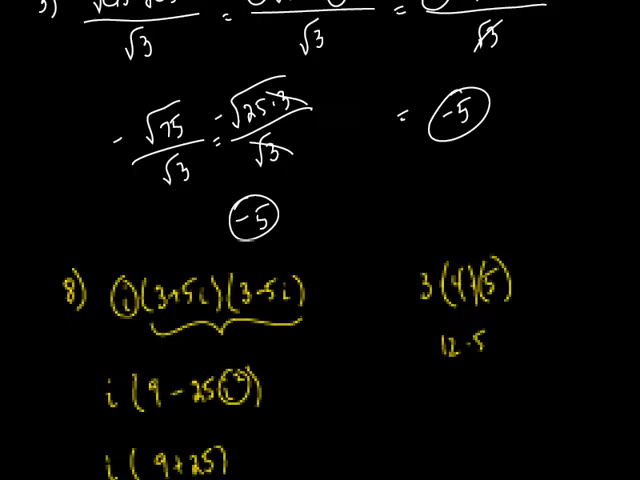 √3 = √3 = √3
- √75/√3 = -√25·3/√3 = -5
-5
8) i(3+5i)(3-5i) 3(4)(5)
12·5
i(9-25i²)
i(9+25)